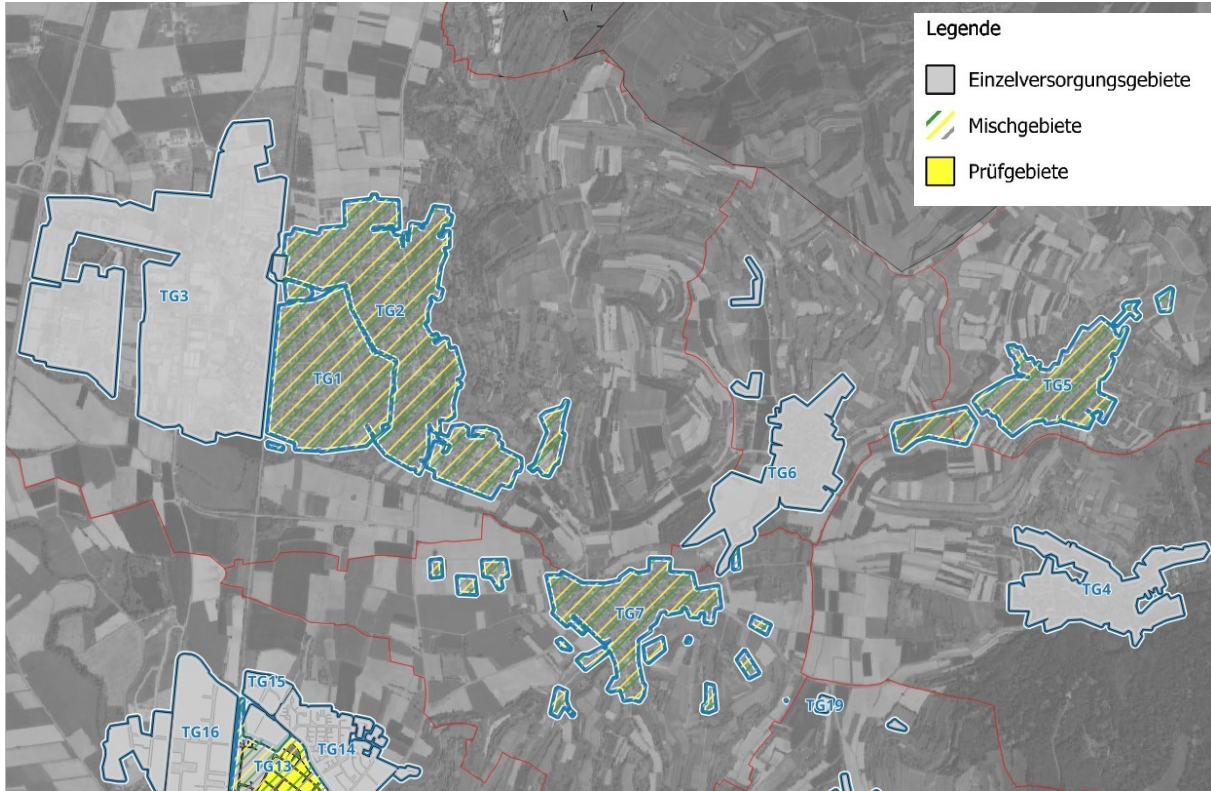 Legende
Einzelversorgungsgebiete
Mischgebiete
Prüfgebiete
TG3
TG2
TG1
TG5
TG6
TG4
TG7
TG19
TG15
TG16
TG14
TG13